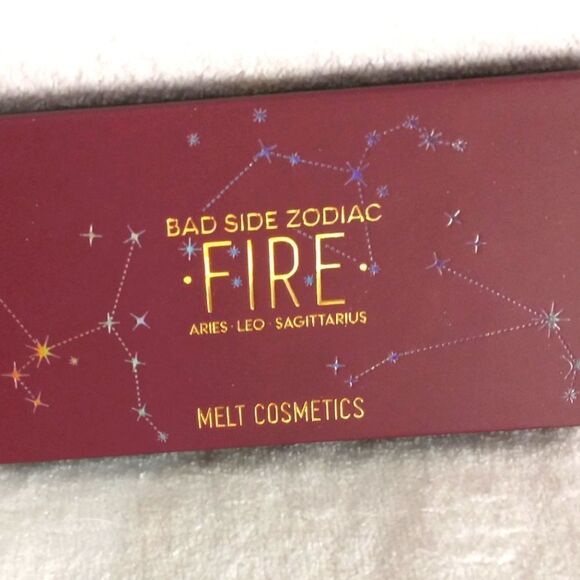 BAD SIDE ZODIAC
·FIRE·
ARIES · LEO · SAGITTARIUS
MELT COSMETICS